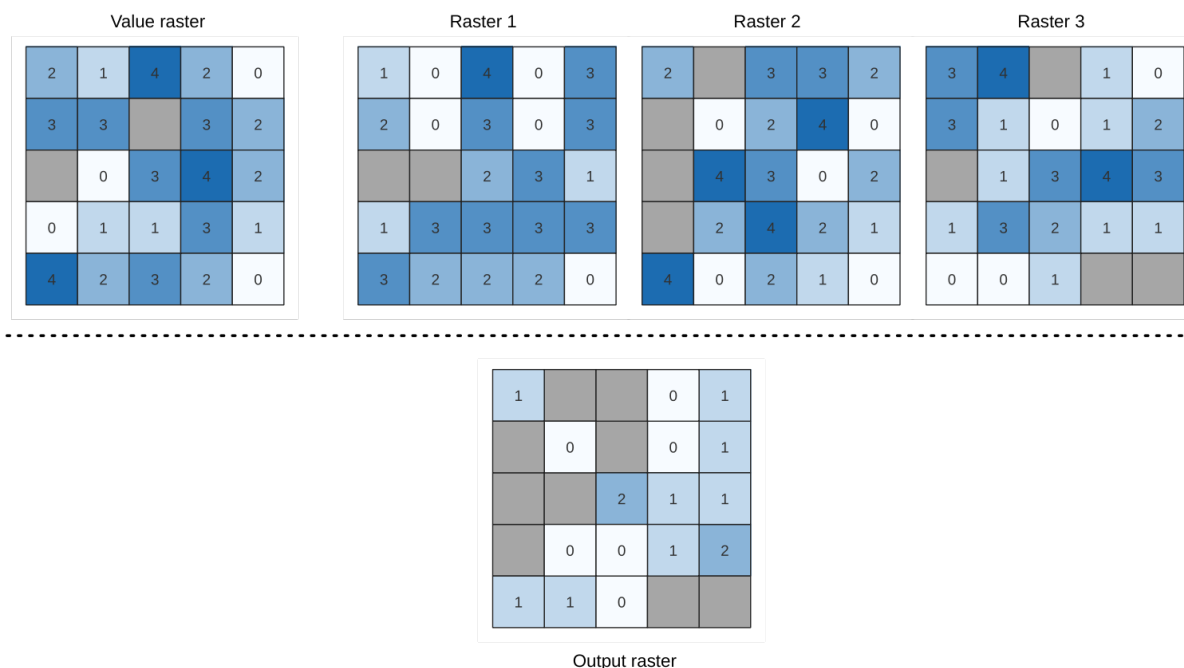 Value raster Raster 1 Raster 2 Raster 3
2 1 4 2 0 1 0 4 0 3 2 3 3 2 3 4 1 0
3 3 3 2 2 0 3 0 3 0 2 4 0 3 1 0 1 2
0 3 4 2 2 3 1 4 3 0 2 1 3 4 3
0 1 1 3 1 1 3 3 3 3 2 4 2 1 1 3 2 1 1
4 2 3 2 0 3 2 2 2 0 4 0 2 1 0 0 0 1
1 0 1
0 0 1
2 1 1
0 0 1 2
1 1 0
Output raster